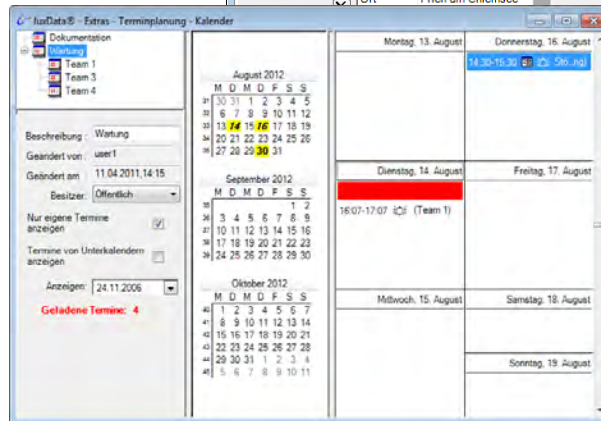 luxData® - Extras - Terminplanung - Kalender
Dokumentation
Wartung
Team 1
Team 3
Team 4
Beschreibung : Wartung
Geändert von : user1
Geändert am : 11.04.2011,14:15
Besitzer: Öffentlich
Nur eigene Termine
anzeigen
Termine von Unterkalendern
anzeigen
Anzeigen: 24.11.2006
Geladene Termine: 4
August 2012
M D M D F S S
31 30 31 1 2 3 4 5
32 6 7 8 9 10 11 12
33 13 14 15 16 17 18 19
34 20 21 22 23 24 25 26
35 27 28 29 30 31
September 2012
M D M D F S S
35 1 2
36 3 4 5 6 7 8 9
37 10 11 12 13 14 15 16
38 17 18 19 20 21 22 23
39 24 25 26 27 28 29 30
Oktober 2012
M D M D F S S
40 1 2 3 4 5 6 7
41 8 9 10 11 12 13 14
42 15 16 17 18 19 20 21
43 22 23 24 25 26 27 28
44 29 30 31 1 2 3 4
45 5 6 7 8 9 10 11
Montag, 13. August
Dienstag, 14. August
16:07-17:07 (Team 1)
Mittwoch, 15. August
Donnerstag, 16. August
14:30-15:30 Stö...ng)
Freitag, 17. August
Samstag, 18. August
Sonntag, 19. August